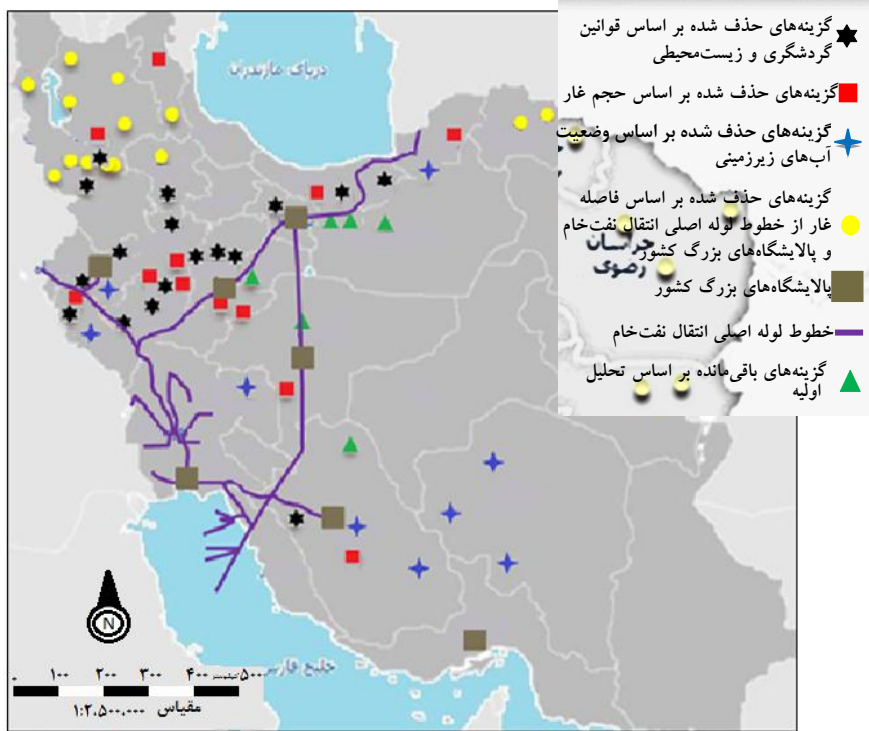 گزینه‌های حذف شده بر اساس قوانین
گردشگری و زیست‌محیطی
گزینه‌های حذف شده بر اساس حجم غار
گزینه‌های حذف شده بر اساس وضعیت
آب‌های زیرزمینی
گزینه‌های حذف شده بر اساس فاصله
غار از خطوط لوله اصلی انتقال نفت‌خام
و پالایشگاه‌های بزرگ کشور
پالایشگاه‌های بزرگ کشور
خطوط لوله اصلی انتقال نفت‌خام
گزینه‌های باقی‌مانده بر اساس تحلیل
اولیه
دریای مازندران
خراسان
رضوی
خلیج فارس
N
۰ ۱۰۰ ۲۰۰ ۳۰۰ ۴۰۰ ۵۰۰ کیلومتر
مقیاس ۱:۲،۵۰۰،۰۰۰